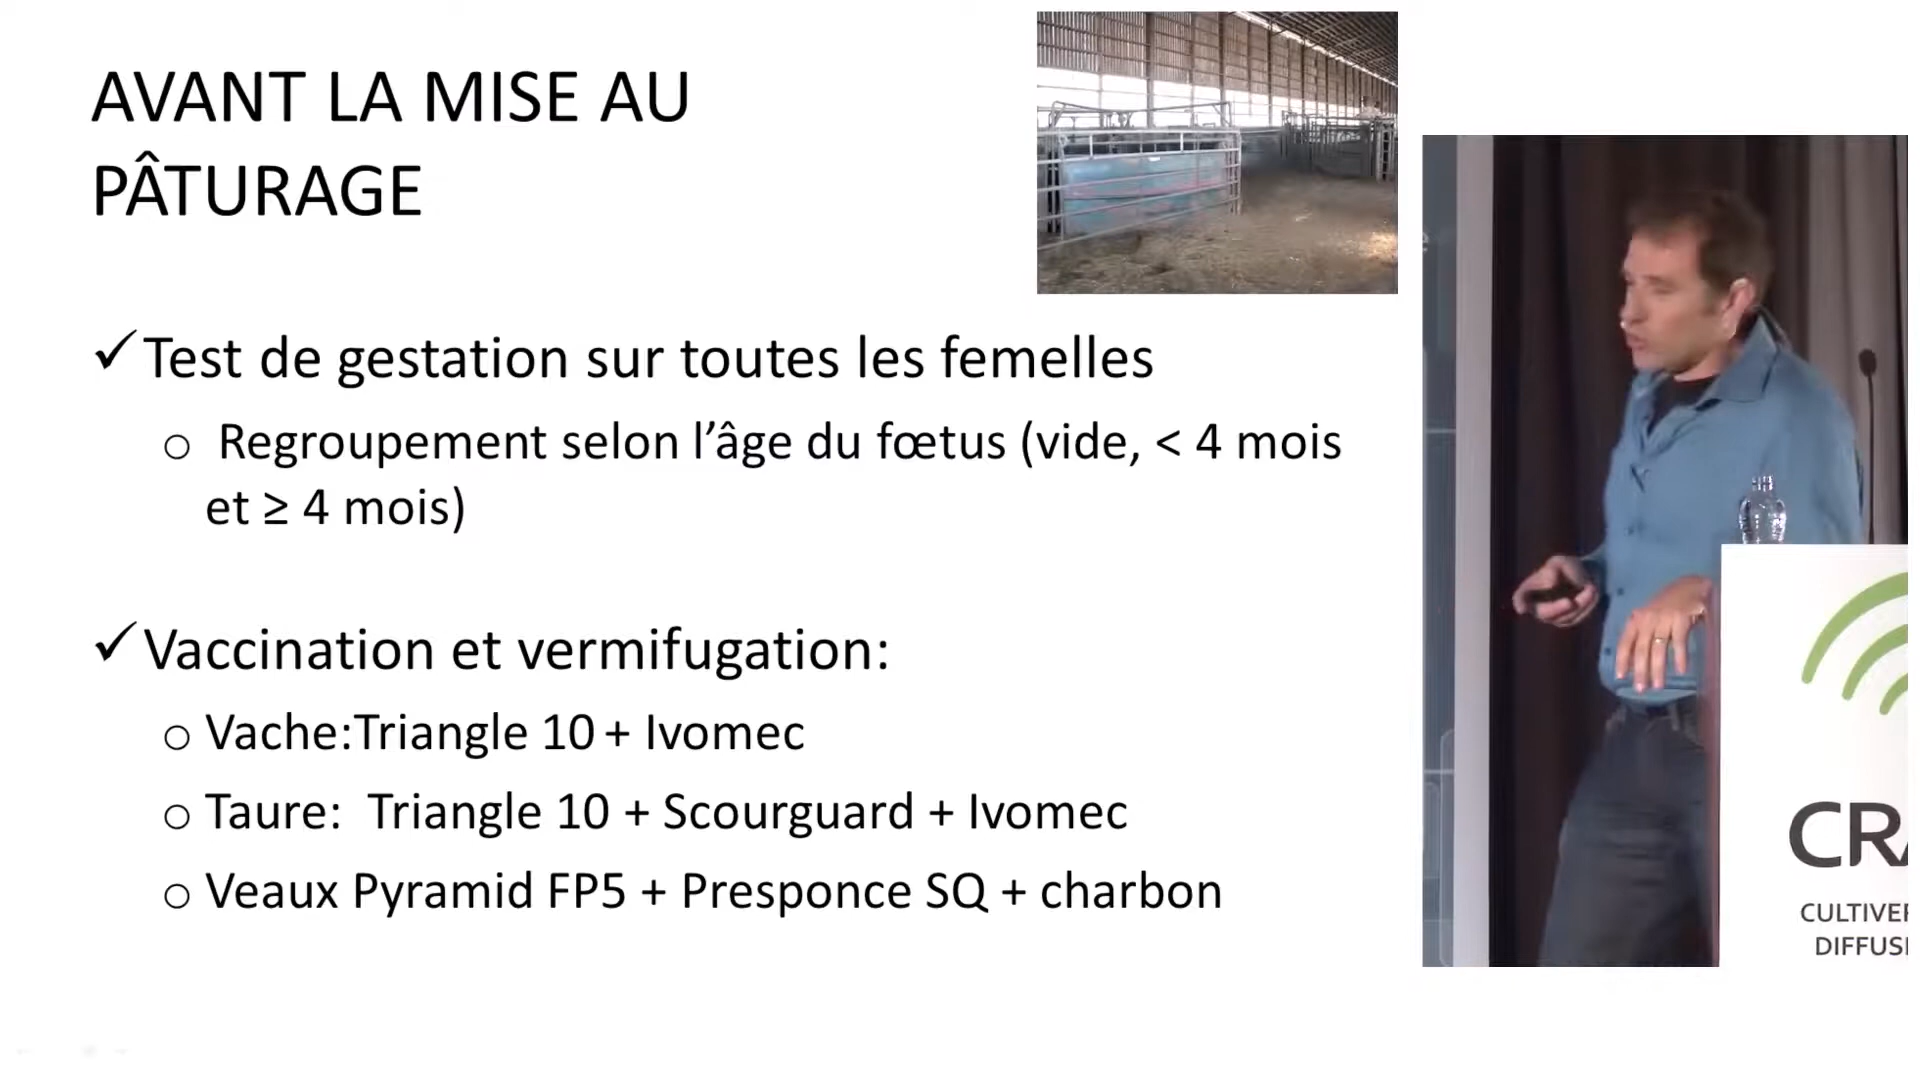 AVANT LA MISE AU
PÂTURAGE
✓Test de gestation sur toutes les femelles
o Regroupement selon l’âge du fœtus (vide, < 4 mois
et ≥ 4 mois)
✓Vaccination et vermifugation:
o Vache:Triangle 10 + Ivomec
o Taure: Triangle 10 + Scourguard + Ivomec
o Veaux Pyramid FP5 + Presponce SQ + charbon
CRA
CULTIVER
DIFFUS